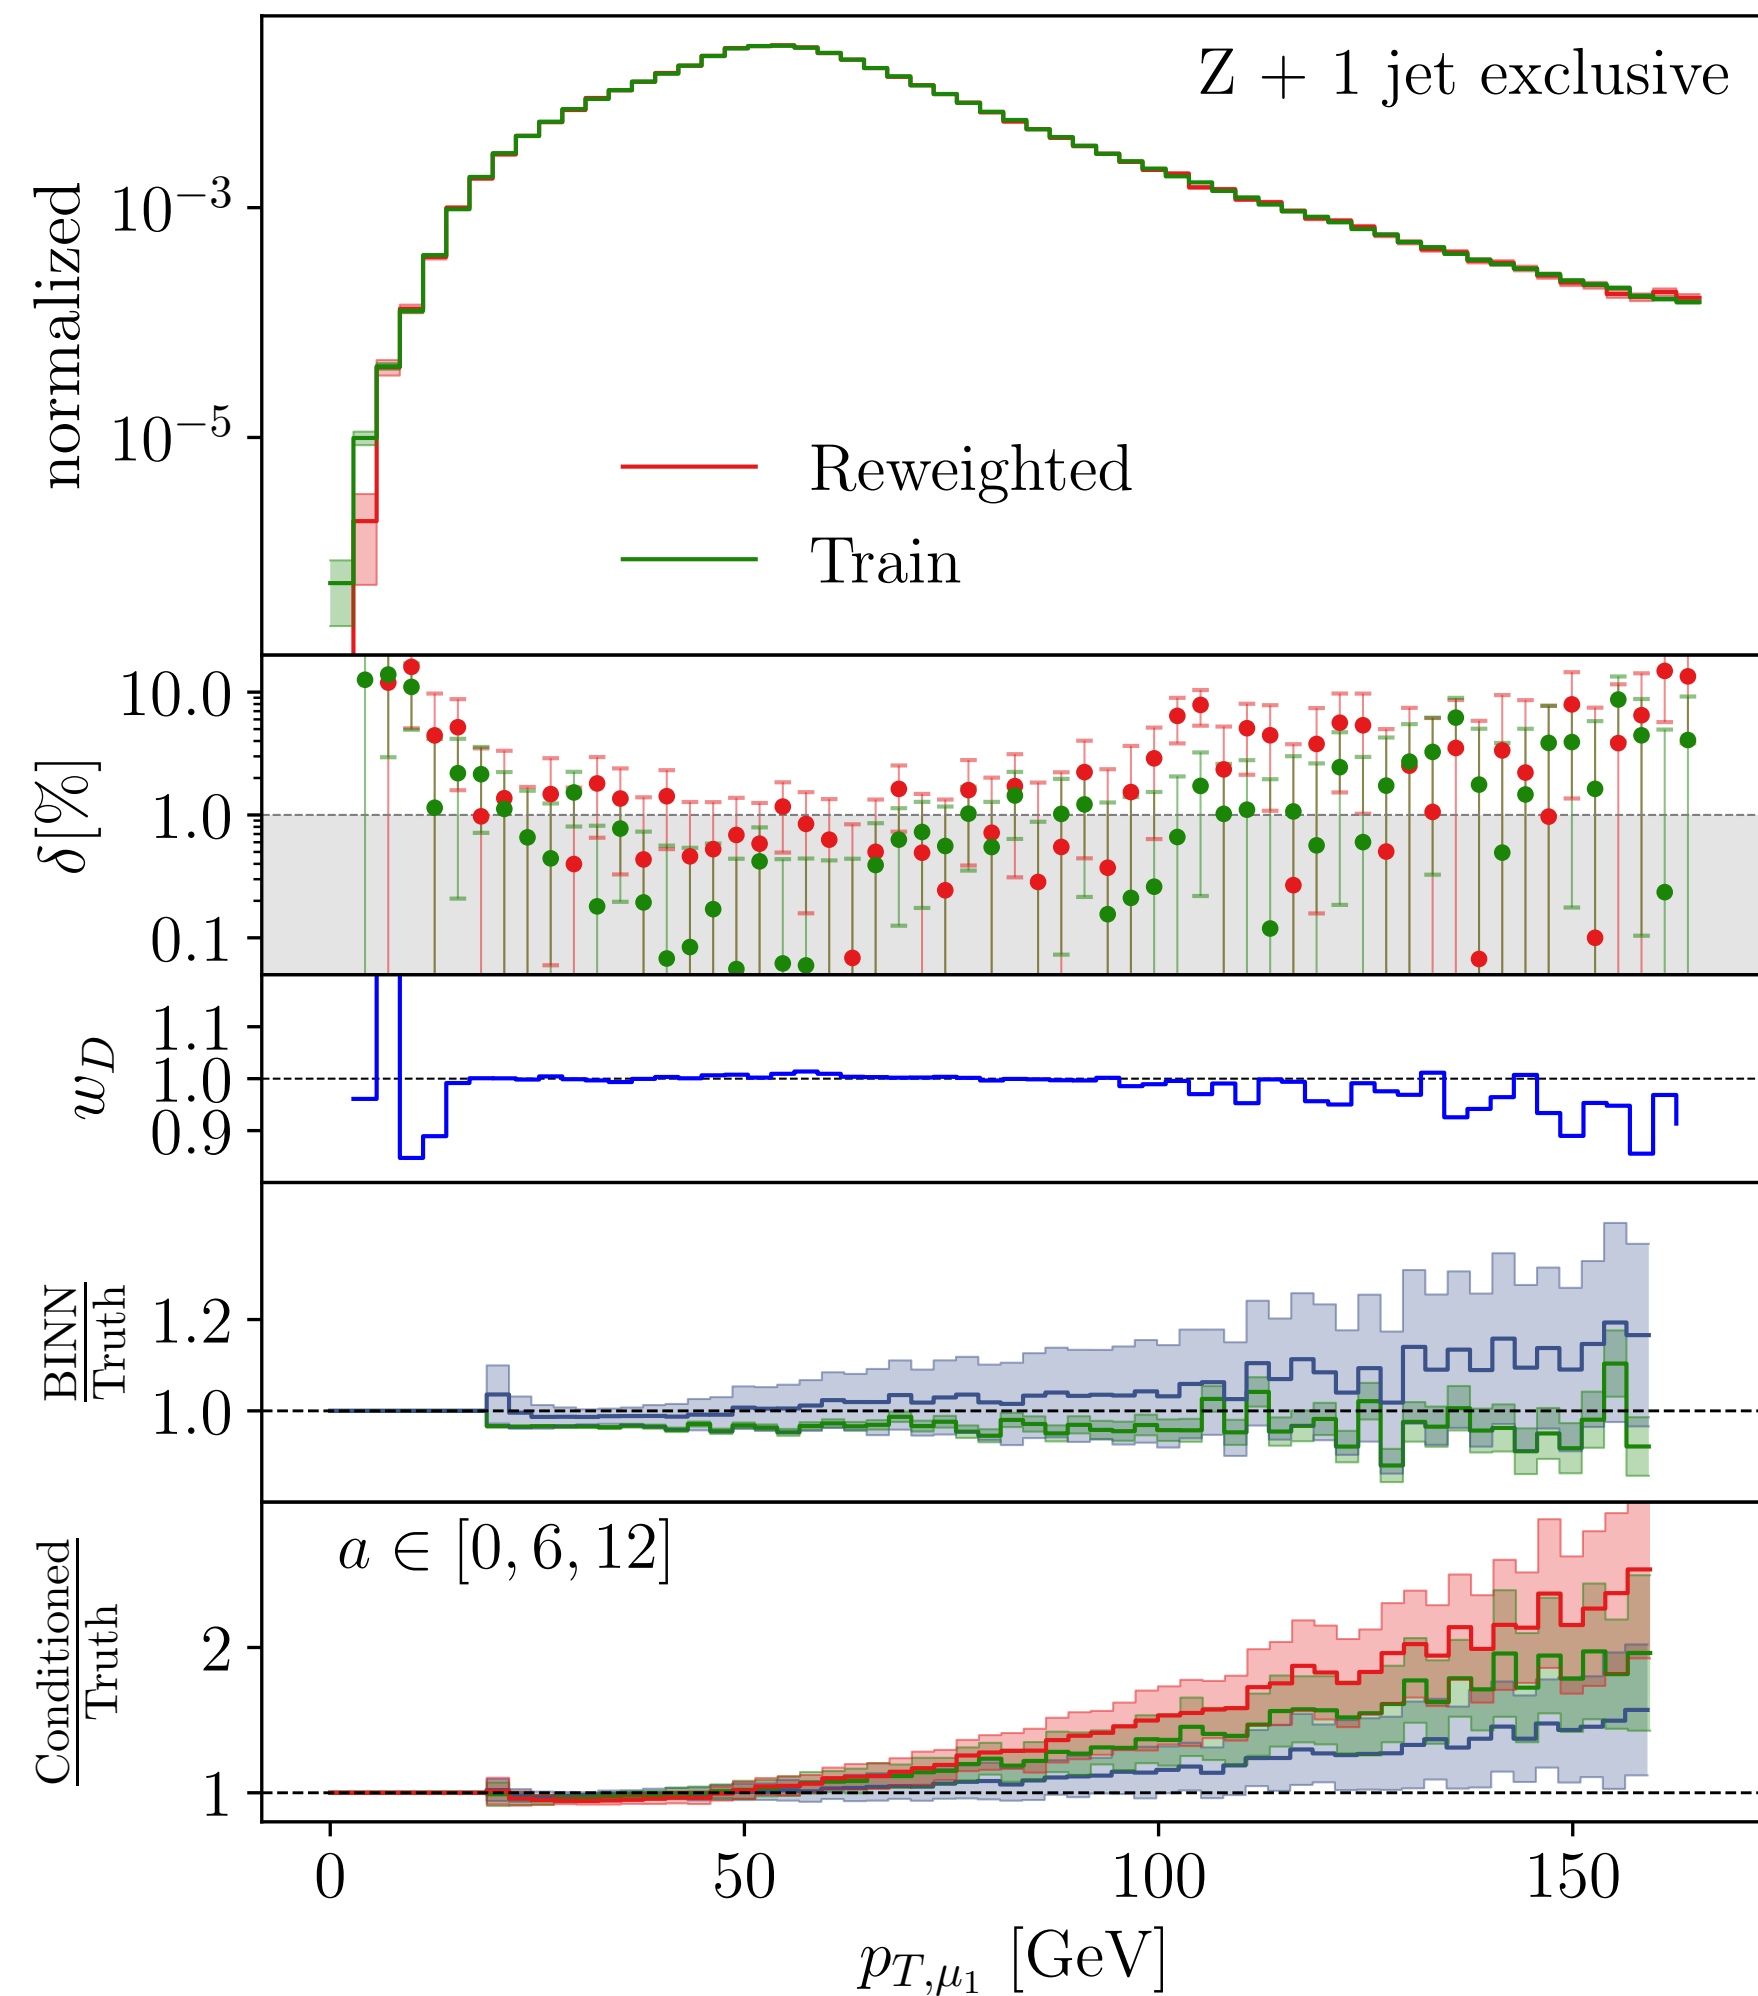 Z + 1 jet exclusive
normalized
10⁻³
10⁻⁵
Reweighted
Train
δ[%]
10.0
1.0
0.1
w_D
1.1
1.0
0.9
BINN
Truth
1.2
1.0
a ∈ [0, 6, 12]
Conditioned
Truth
2
1
0 50 100 150
p_{T,μ₁} [GeV]